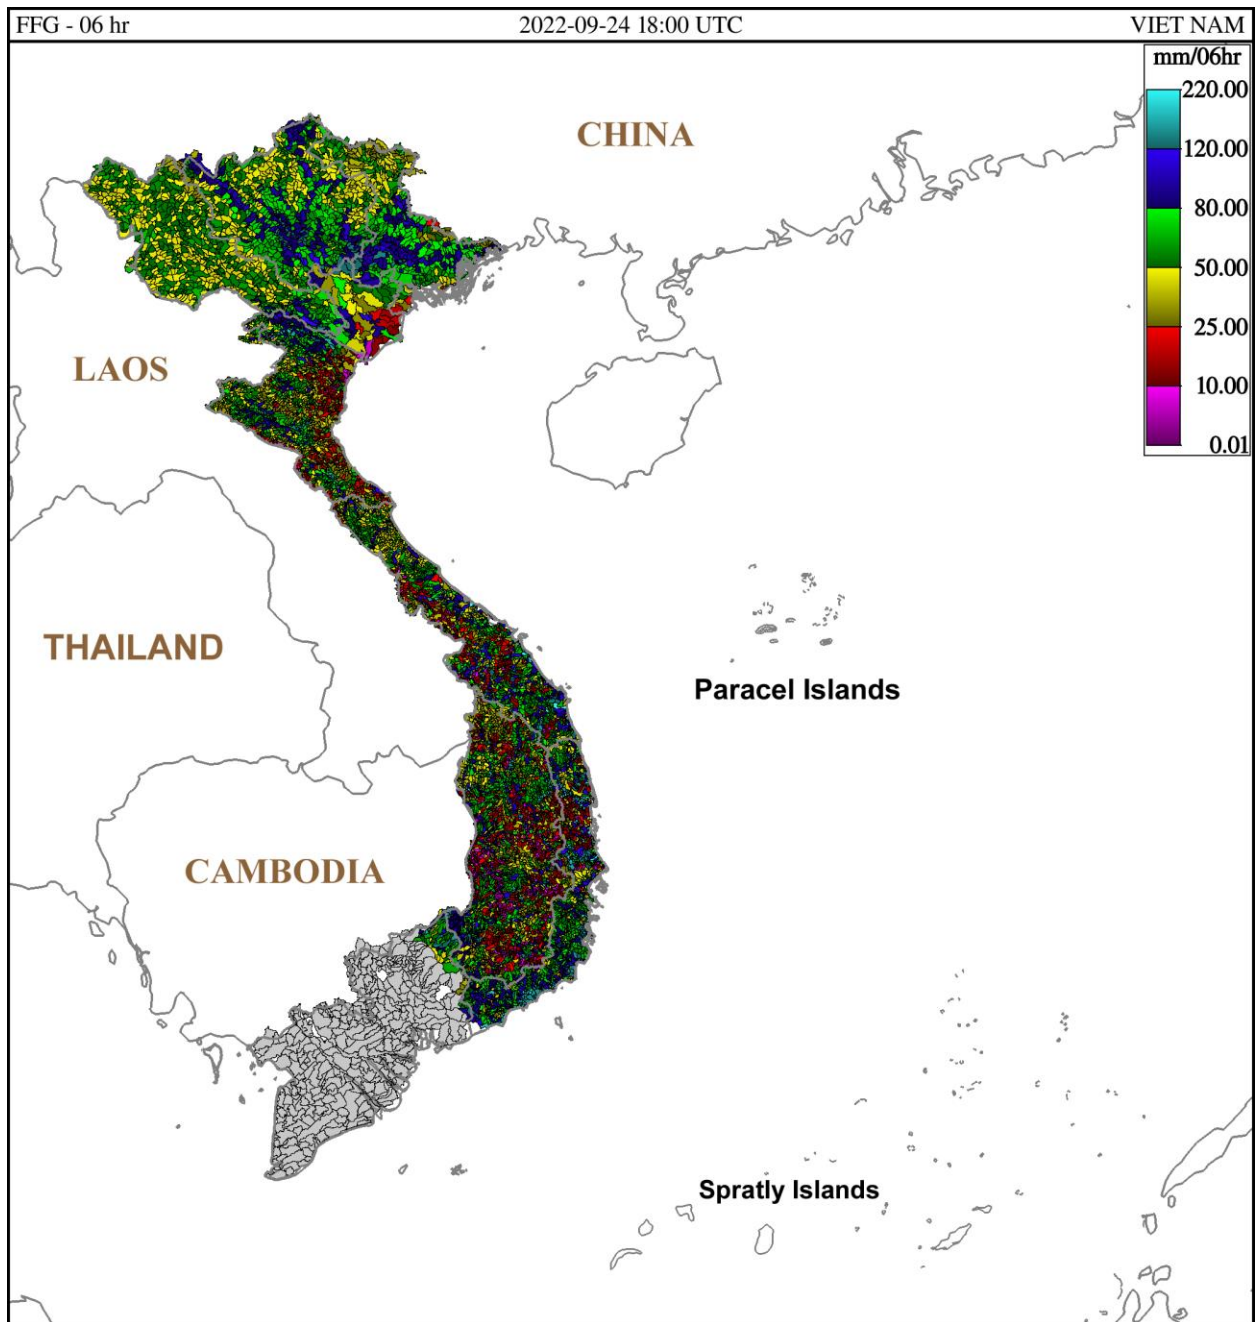 FFG - 06 hr 2022-09-24 18:00 UTC VIET NAM
mm/06hr
220.00
120.00
80.00
50.00
25.00
10.00
0.01
CHINA
LAOS
THAILAND
Paracel Islands
CAMBODIA
Spratly Islands